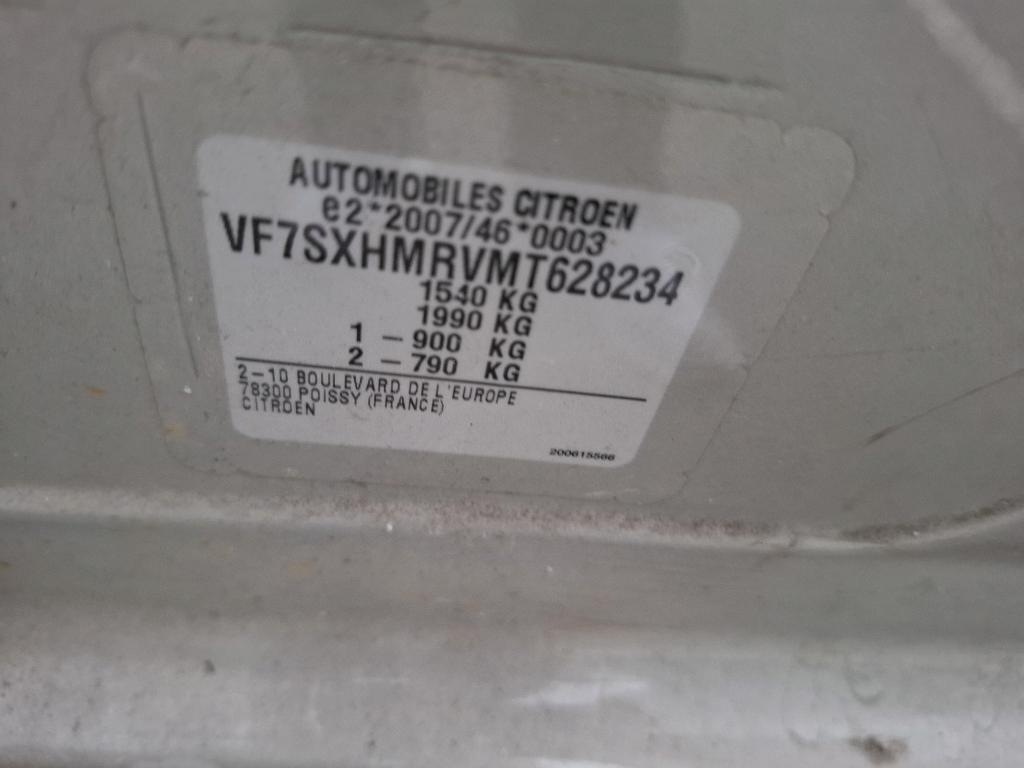 AUTOMOBILES CITROEN
e2*2007/46*0003
VF7SXHMRVMT628234
1540 KG
1990 KG
1 - 900 KG
2 - 790 KG
2-10 BOULEVARD DE L'EUROPE
78300 POISSY (FRANCE)
CITROEN
200615566